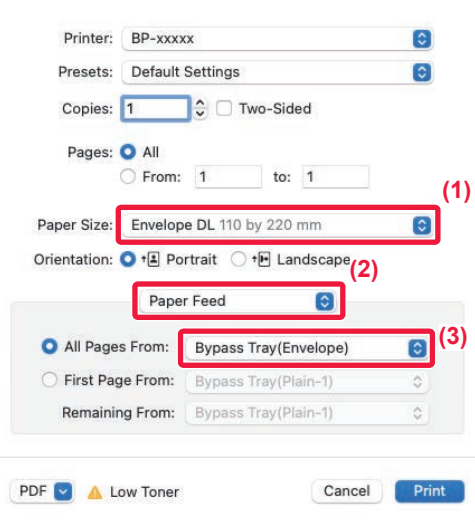 Printer: BP-xxxxx
Presets: Default Settings
Copies: 1 Two-Sided
Pages: All
From: 1 to: 1
(1)
Paper Size: Envelope DL 110 by 220 mm
Orientation: Portrait Landscape
(2)
Paper Feed
(3)
All Pages From: Bypass Tray(Envelope)
First Page From: Bypass Tray(Plain-1)
Remaining From: Bypass Tray(Plain-1)
PDF Low Toner Cancel Print